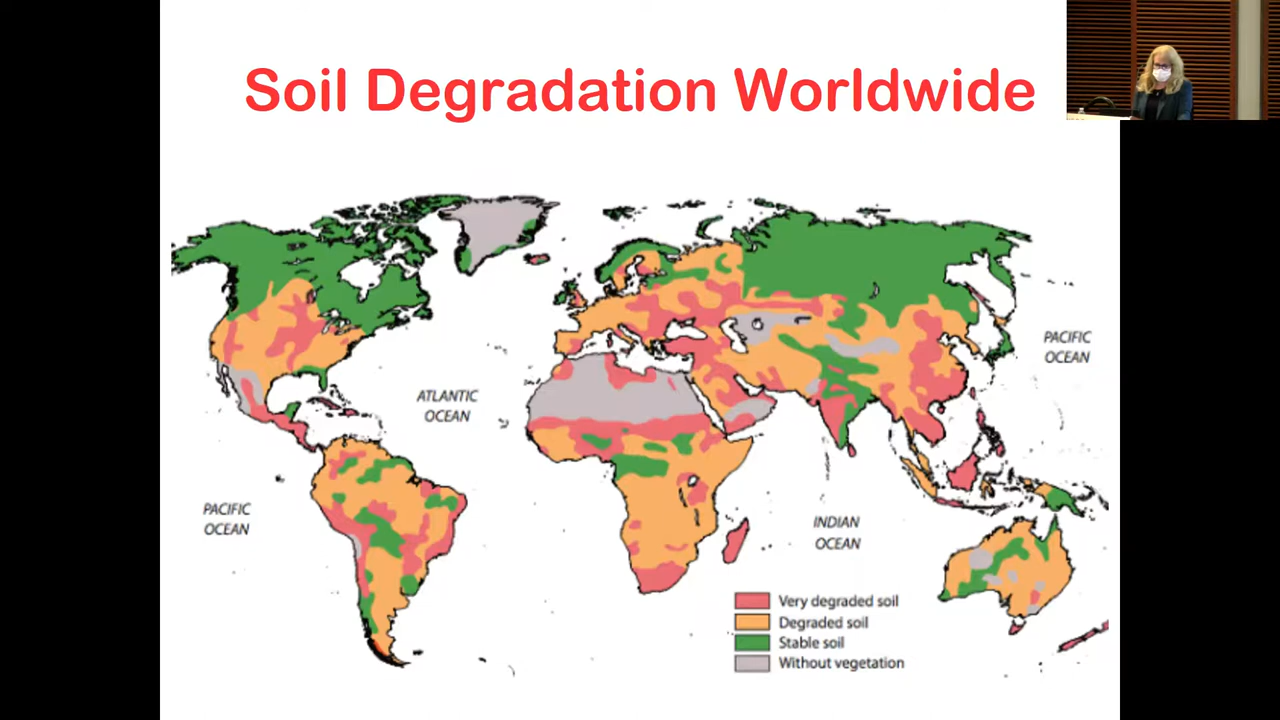 Soil Degradation Worldwide
PACIFIC
OCEAN
ATLANTIC
OCEAN
PACIFIC
OCEAN
INDIAN
OCEAN
Very degraded soil
Degraded soil
Stable soil
Without vegetation